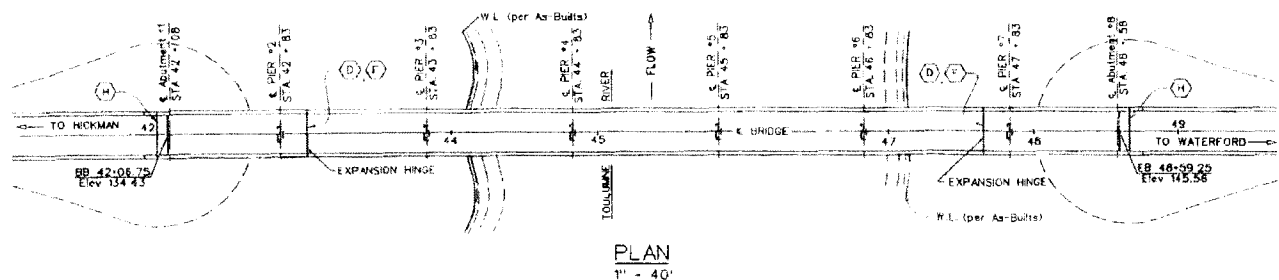 W.L. (per As-Builts)
FLOW
RIVER
℄ Abutment #1
STA 42 + 08
℄ PIER #2
STA 42 + 83
℄ PIER #3
STA 43 + 83
℄ PIER #4
STA 44 + 83
℄ PIER #5
STA 45 + 83
℄ PIER #6
STA 46 + 83
℄ PIER #7
STA 47 + 83
℄ Abutment #8
STA 48 + 58
H
D F
D F
H
TO HICKMAN
42
44
45
℄ BRIDGE
47
48
49
TO WATERFORD
BB 42+06.75
Elev 134.43
EXPANSION HINGE
TOULUMNE
EXPANSION HINGE
EB 48+59.25
Elev 145.56
W.L. (per As-Builts)
PLAN
1" - 40'